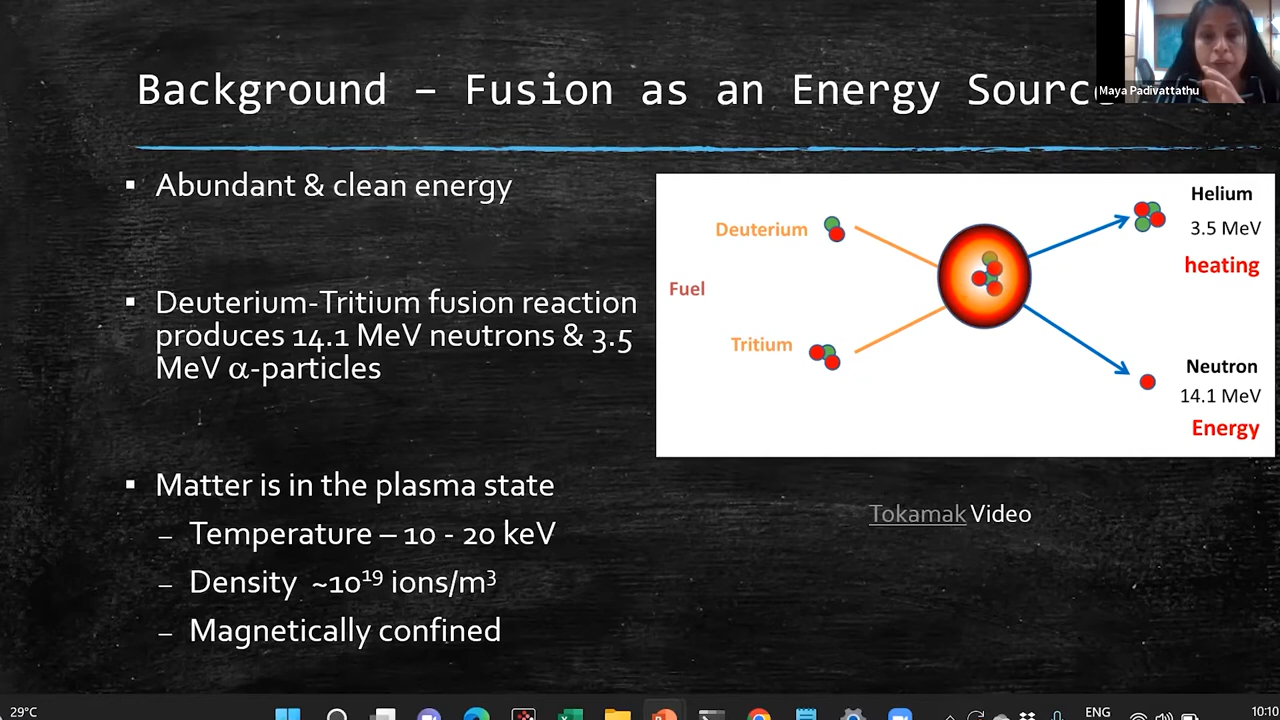 Background – Fusion as an Energy Sourc
Maya Padivattathu
▪ Abundant & clean energy
▪ Deuterium-Tritium fusion reaction
produces 14.1 MeV neutrons & 3.5
MeV α-particles
▪ Matter is in the plasma state
– Temperature – 10 - 20 keV
– Density ~10¹⁹ ions/m³
– Magnetically confined
Deuterium
Fuel
Tritium
Helium
3.5 MeV
heating
Neutron
14.1 MeV
Energy
Tokamak Video
29°C
ENG
10:10